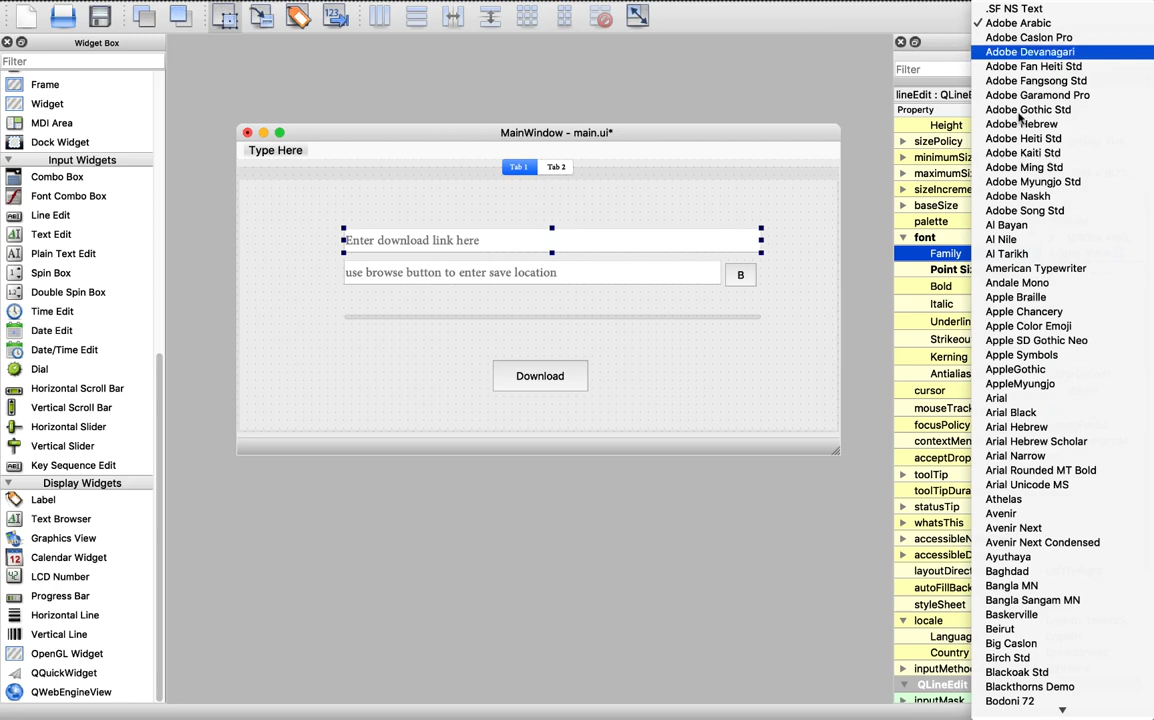 Widget Box
Filter
Frame
Widget
MDI Area
Dock Widget
Input Widgets
Combo Box
Font Combo Box
Line Edit
Text Edit
Plain Text Edit
Spin Box
Double Spin Box
Time Edit
Date Edit
Date/Time Edit
Dial
Horizontal Scroll Bar
Vertical Scroll Bar
Horizontal Slider
Vertical Slider
Key Sequence Edit
Display Widgets
Label
Text Browser
Graphics View
Calendar Widget
LCD Number
Progress Bar
Horizontal Line
Vertical Line
OpenGL Widget
QQuickWidget
QWebEngineView
MainWindow - main.ui*
Type Here
Tab 1 Tab 2
Enter download link here
use browse button to enter save location B
Download
Filter
lineEdit : QLineE
Property
Height
sizePolicy
minimumSiz
maximumSiz
sizeIncreme
baseSize
palette
font
Family
Point Siz
Bold
Italic
Underlin
Strikeou
Kerning
Antialias
cursor
mouseTrack
focusPolicy
contextMen
acceptDrop
toolTip
toolTipDura
statusTip
whatsThis
accessibleN
accessibleD
layoutDirect
autoFillBack
styleSheet
locale
Languag
Country
inputMetho
QLineEdit
inputMask
.SF NS Text
✓ Adobe Arabic
Adobe Caslon Pro
Adobe Devanagari
Adobe Fan Heiti Std
Adobe Fangsong Std
Adobe Garamond Pro
Adobe Gothic Std
Adobe Hebrew
Adobe Heiti Std
Adobe Kaiti Std
Adobe Ming Std
Adobe Myungjo Std
Adobe Naskh
Adobe Song Std
Al Bayan
Al Nile
Al Tarikh
American Typewriter
Andale Mono
Apple Braille
Apple Chancery
Apple Color Emoji
Apple SD Gothic Neo
Apple Symbols
AppleGothic
AppleMyungjo
Arial
Arial Black
Arial Hebrew
Arial Hebrew Scholar
Arial Narrow
Arial Rounded MT Bold
Arial Unicode MS
Athelas
Avenir
Avenir Next
Avenir Next Condensed
Ayuthaya
Baghdad
Bangla MN
Bangla Sangam MN
Baskerville
Beirut
Big Caslon
Birch Std
Blackoak Std
Blackthorns Demo
Bodoni 72